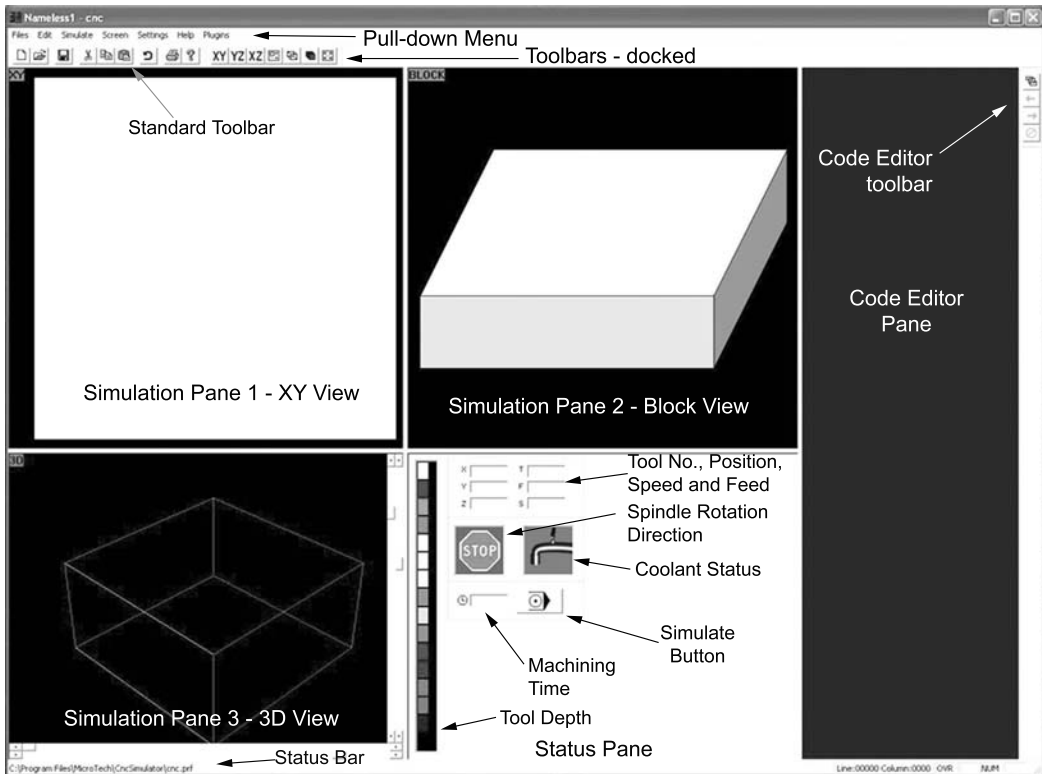 Nameless1 - cnc
Files Edit Simulate Screen Settings Help Plugins
Pull-down Menu
XY YZ XZ
Toolbars - docked
XY
BLOCK
Standard Toolbar
Code Editor
toolbar
Code Editor
Pane
Simulation Pane 1 - XY View
Simulation Pane 2 - Block View
3D
X T
Y F
Z S
Tool No., Position,
Speed and Feed
Spindle Rotation
Direction
STOP
Coolant Status
Simulate
Button
Machining
Time
Tool Depth
Simulation Pane 3 - 3D View
Status Pane
Status Bar
C:\Program Files\MicroTech\CncSimulator\cnc.prf
Line:00000 Column:0000 OVR NUM